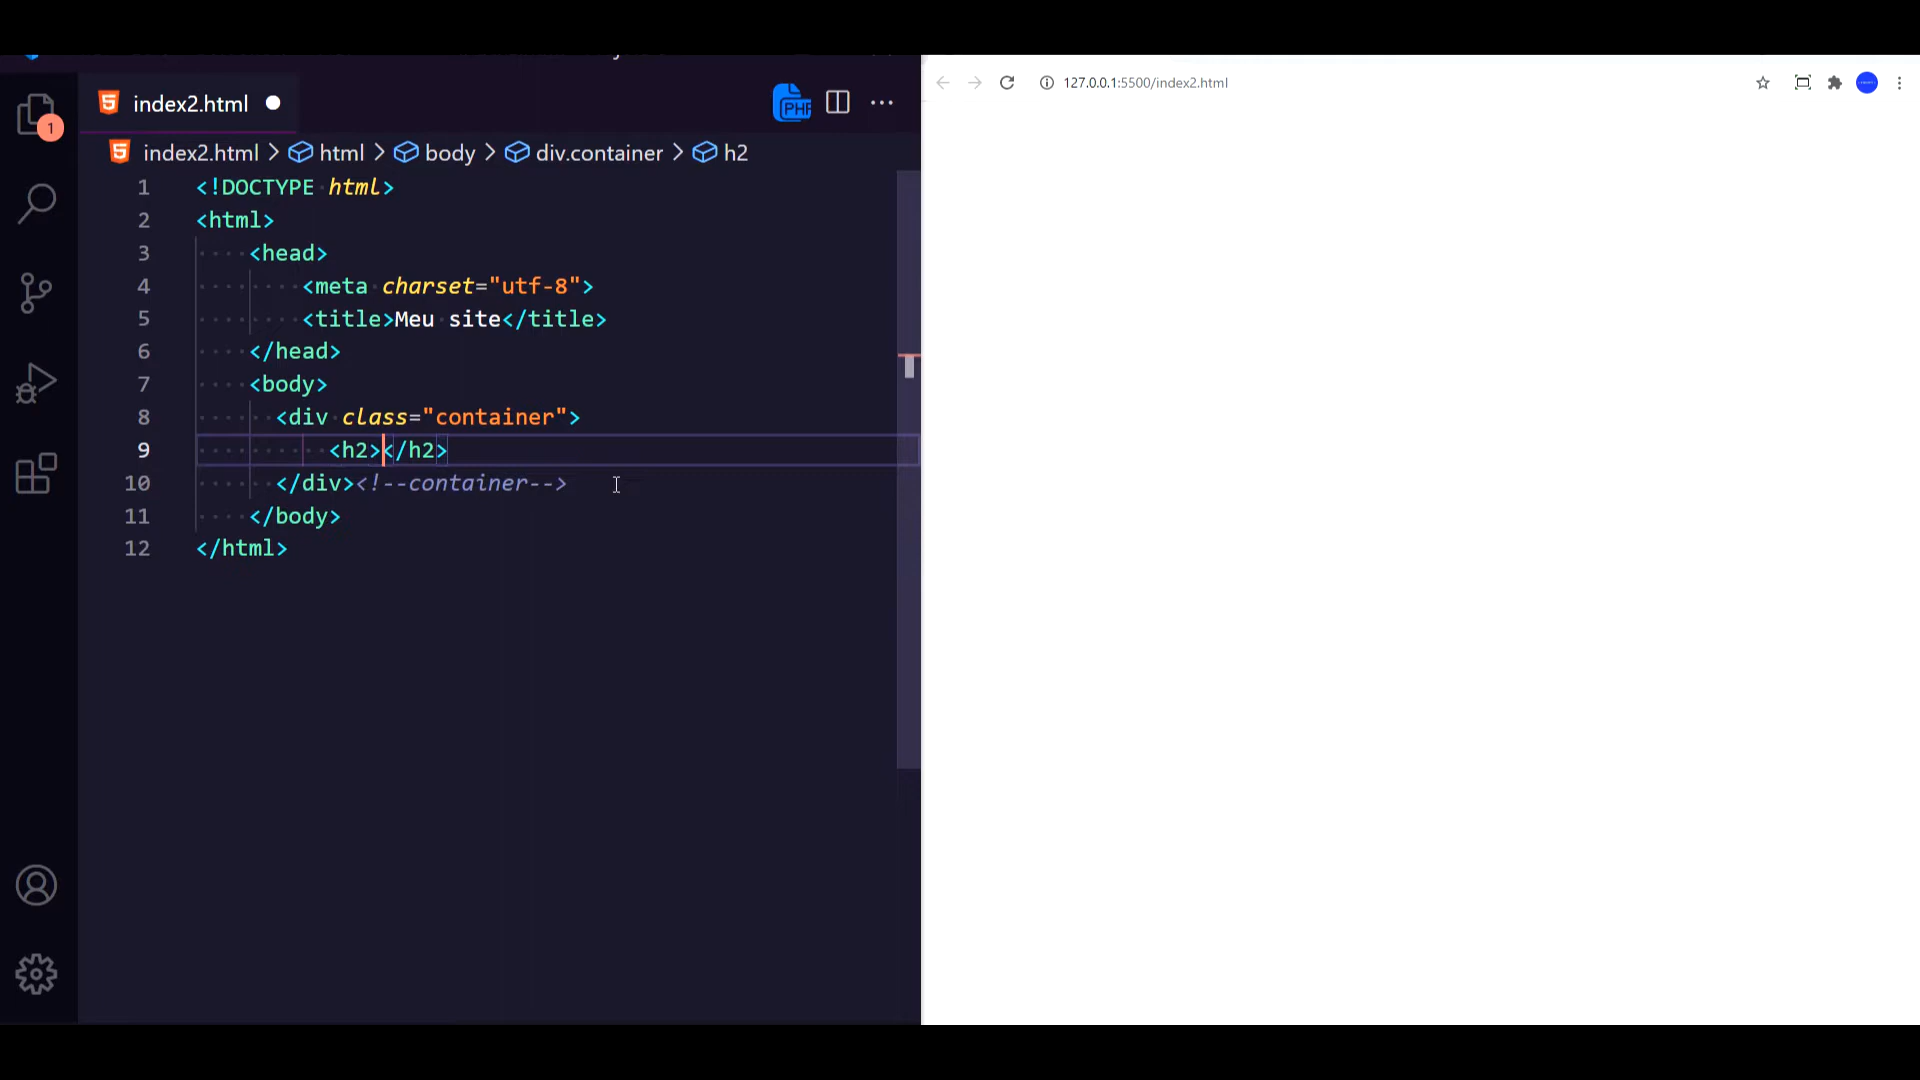 index2.html
PHP
127.0.0.1:5500/index2.html
1
index2.html > html > body > div.container > h2
1 <!DOCTYPE html>
2 <html>
3 <head>
4 <meta charset="utf-8">
5 <title>Meu site</title>
6 </head>
7 <body>
8 <div class="container">
9 <h2></h2>
10 </div><!--container-->
11 </body>
12 </html>